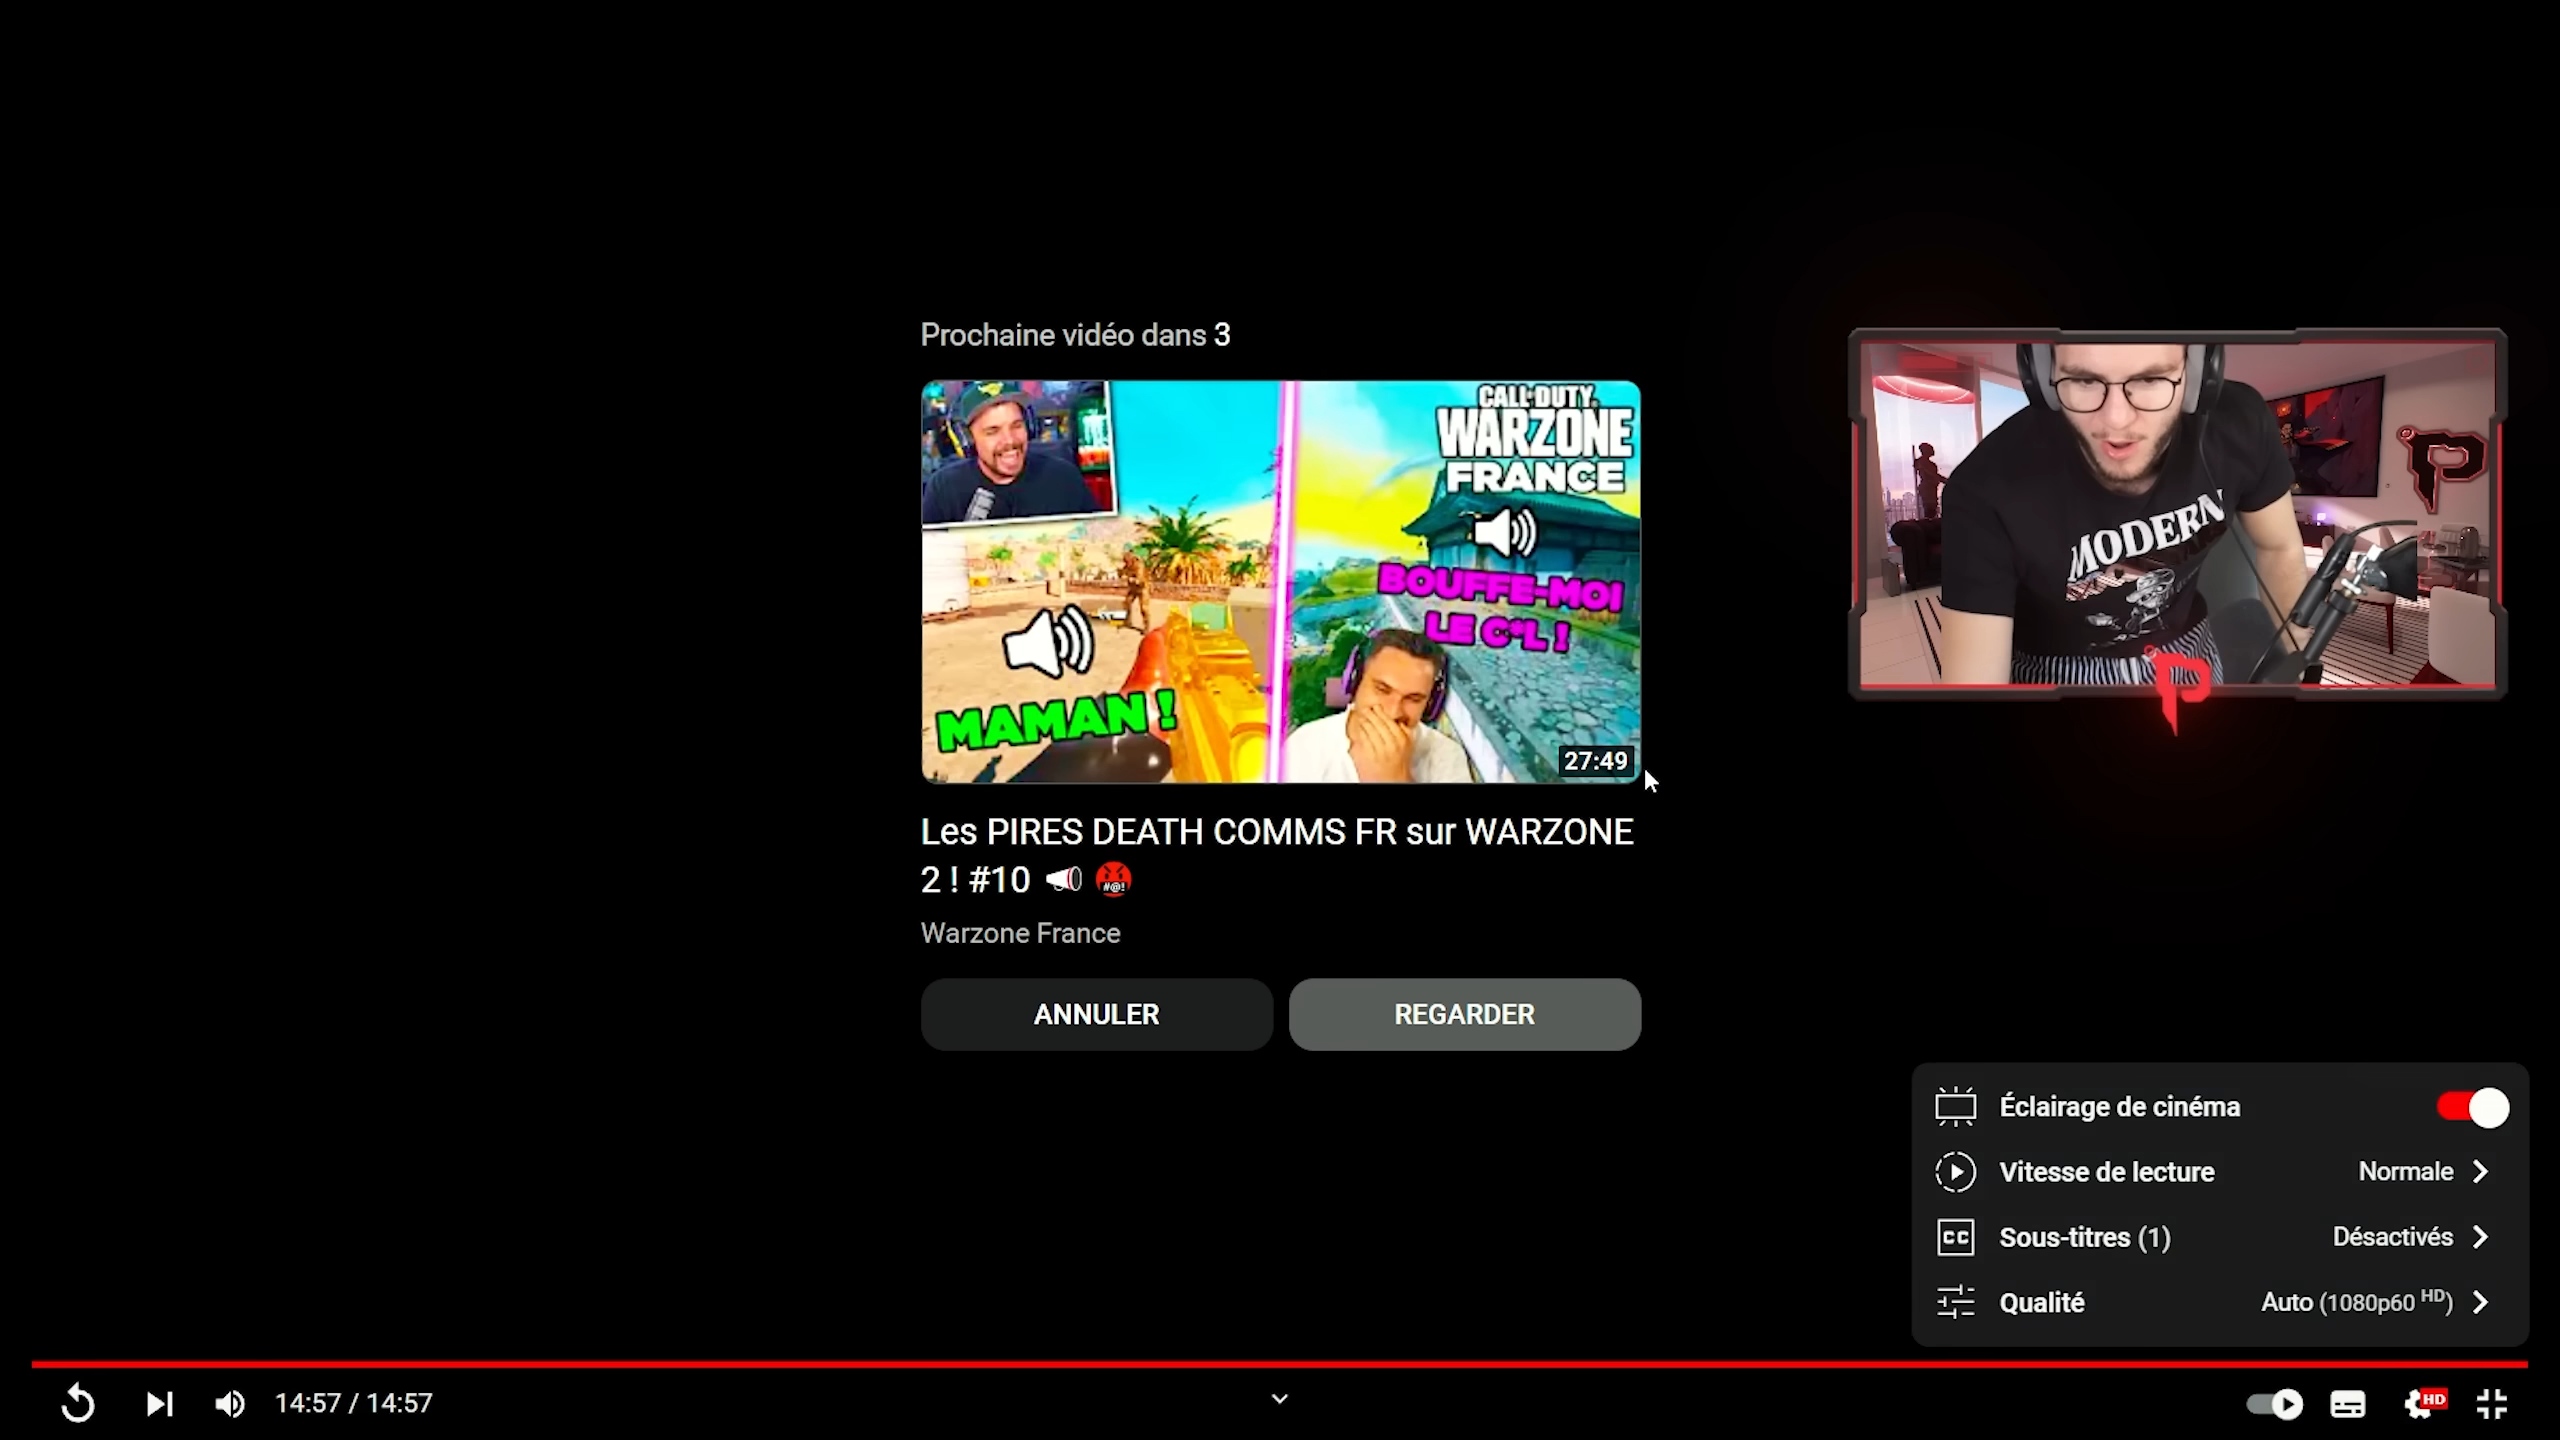 Prochaine vidéo dans 3
CALL OF DUTY
WARZONE
FRANCE
BOUFFE-MOI
LE C*L !
MAMAN !
27:49
Les PIRES DEATH COMMS FR sur WARZONE
2 ! #10
Warzone France
ANNULER
REGARDER
MODERN
Éclairage de cinéma
Vitesse de lecture Normale
CC Sous-titres (1) Désactivés
Qualité Auto (1080p60 HD)
14:57 / 14:57
HD